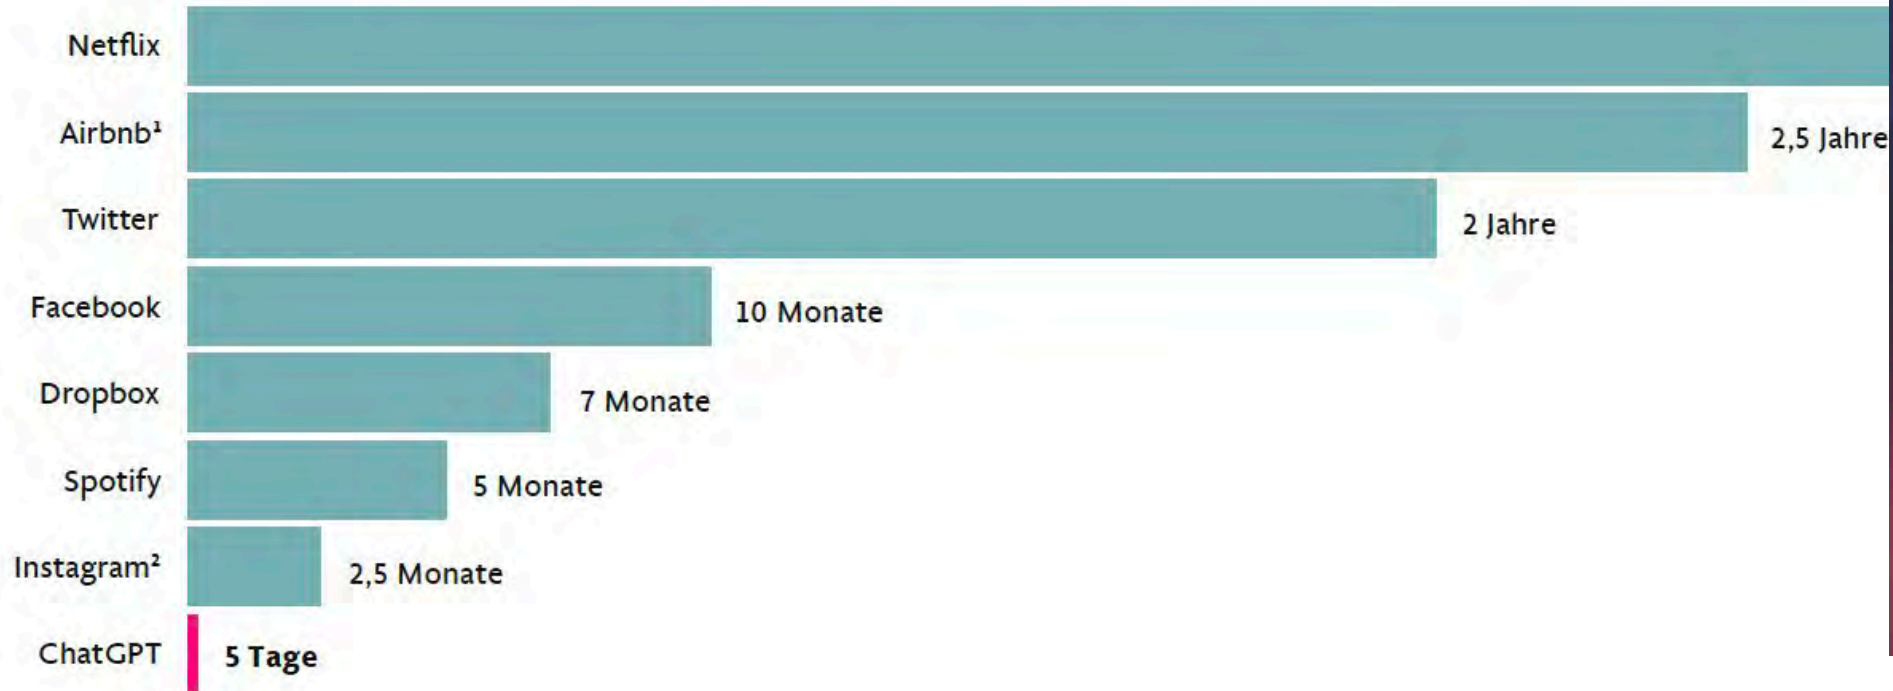 Netflix
Airbnb¹ 2,5 Jahre
Twitter 2 Jahre
Facebook 10 Monate
Dropbox 7 Monate
Spotify 5 Monate
Instagram² 2,5 Monate
ChatGPT 5 Tage